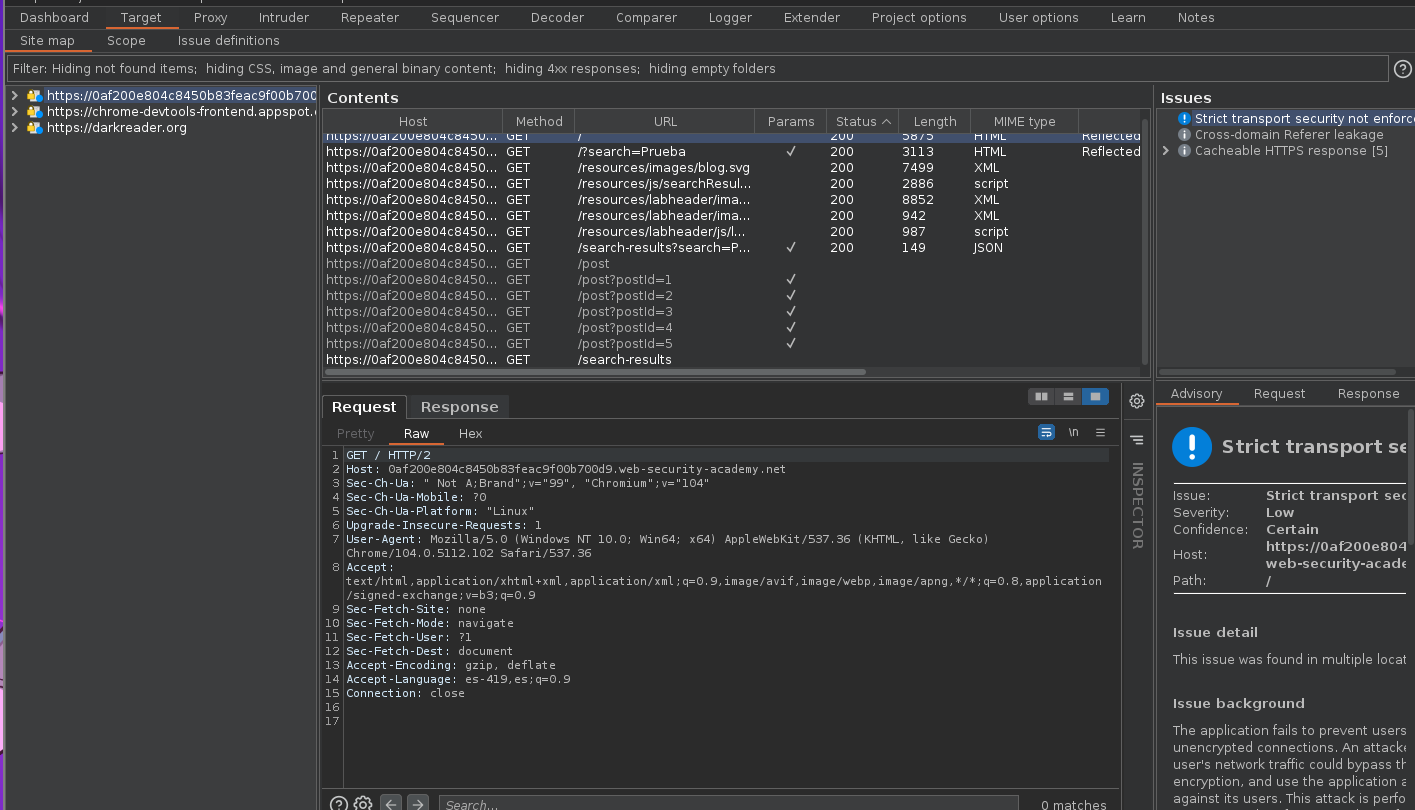 Dashboard Target Proxy Intruder Repeater Sequencer Decoder Comparer Logger Extender Project options User options Learn Notes
Site map Scope Issue definitions
Filter: Hiding not found items; hiding CSS, image and general binary content; hiding 4xx responses; hiding empty folders
https://0af200e804c8450b83feac9f00b700
https://chrome-devtools-frontend.appspot.
https://darkreader.org
Contents
Host Method URL Params Status Length MIME type
https://0af200e804c8450... GET / 200 5875 HTML Reflected
https://0af200e804c8450... GET /?search=Prueba ✓ 200 3113 HTML Reflected
https://0af200e804c8450... GET /resources/images/blog.svg 200 7499 XML
https://0af200e804c8450... GET /resources/js/searchResul... 200 2886 script
https://0af200e804c8450... GET /resources/labheader/ima... 200 8852 XML
https://0af200e804c8450... GET /resources/labheader/ima... 200 942 XML
https://0af200e804c8450... GET /resources/labheader/js/l... 200 987 script
https://0af200e804c8450... GET /search-results?search=P... ✓ 200 149 JSON
https://0af200e804c8450... GET /post
https://0af200e804c8450... GET /post?postId=1 ✓
https://0af200e804c8450... GET /post?postId=2 ✓
https://0af200e804c8450... GET /post?postId=3 ✓
https://0af200e804c8450... GET /post?postId=4 ✓
https://0af200e804c8450... GET /post?postId=5 ✓
https://0af200e804c8450... GET /search-results
Issues
Strict transport security not enforc
Cross-domain Referer leakage
Cacheable HTTPS response [5]
Request Response
Pretty Raw Hex \n
1 GET / HTTP/2
2 Host: 0af200e804c8450b83feac9f00b700d9.web-security-academy.net
3 Sec-Ch-Ua: " Not A;Brand";v="99", "Chromium";v="104"
4 Sec-Ch-Ua-Mobile: ?0
5 Sec-Ch-Ua-Platform: "Linux"
6 Upgrade-Insecure-Requests: 1
7 User-Agent: Mozilla/5.0 (Windows NT 10.0; Win64; x64) AppleWebKit/537.36 (KHTML, like Gecko)
Chrome/104.0.5112.102 Safari/537.36
8 Accept:
text/html,application/xhtml+xml,application/xml;q=0.9,image/avif,image/webp,image/apng,*/*;q=0.8,application
/signed-exchange;v=b3;q=0.9
9 Sec-Fetch-Site: none
10 Sec-Fetch-Mode: navigate
11 Sec-Fetch-User: ?1
12 Sec-Fetch-Dest: document
13 Accept-Encoding: gzip, deflate
14 Accept-Language: es-419,es;q=0.9
15 Connection: close
16
17
Search... 0 matches
INSPECTOR
Advisory Request Response
Strict transport se
Issue: Strict transport sec
Severity: Low
Confidence: Certain
Host: https://0af200e804
web-security-acade
Path: /
Issue detail
This issue was found in multiple locat
Issue background
The application fails to prevent users
unencrypted connections. An attacke
user's network traffic could bypass th
encryption, and use the application a
against its users. This attack is perfo